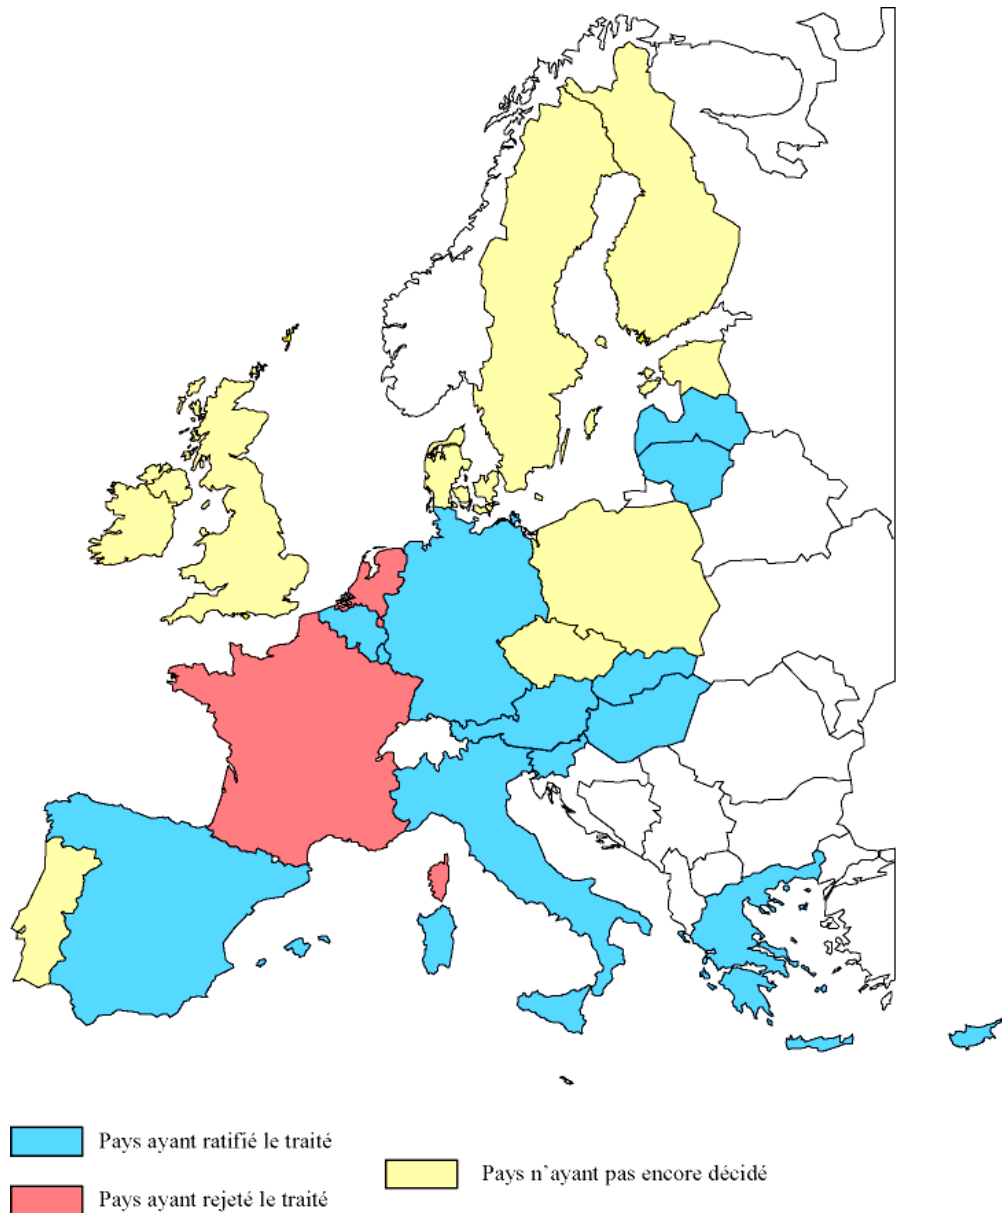 Pays ayant ratifié le traité
Pays n'ayant pas encore décidé
Pays ayant rejeté le traité